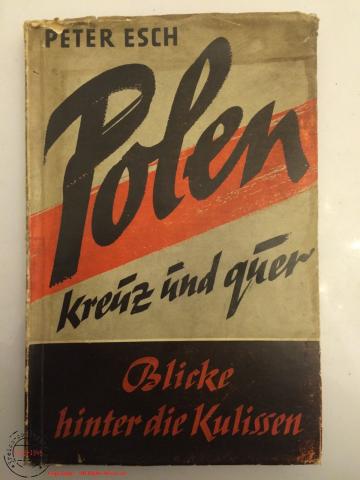 PETER ESCH
Polen
kreuz und quer
Blicke
hinter die Kulissen